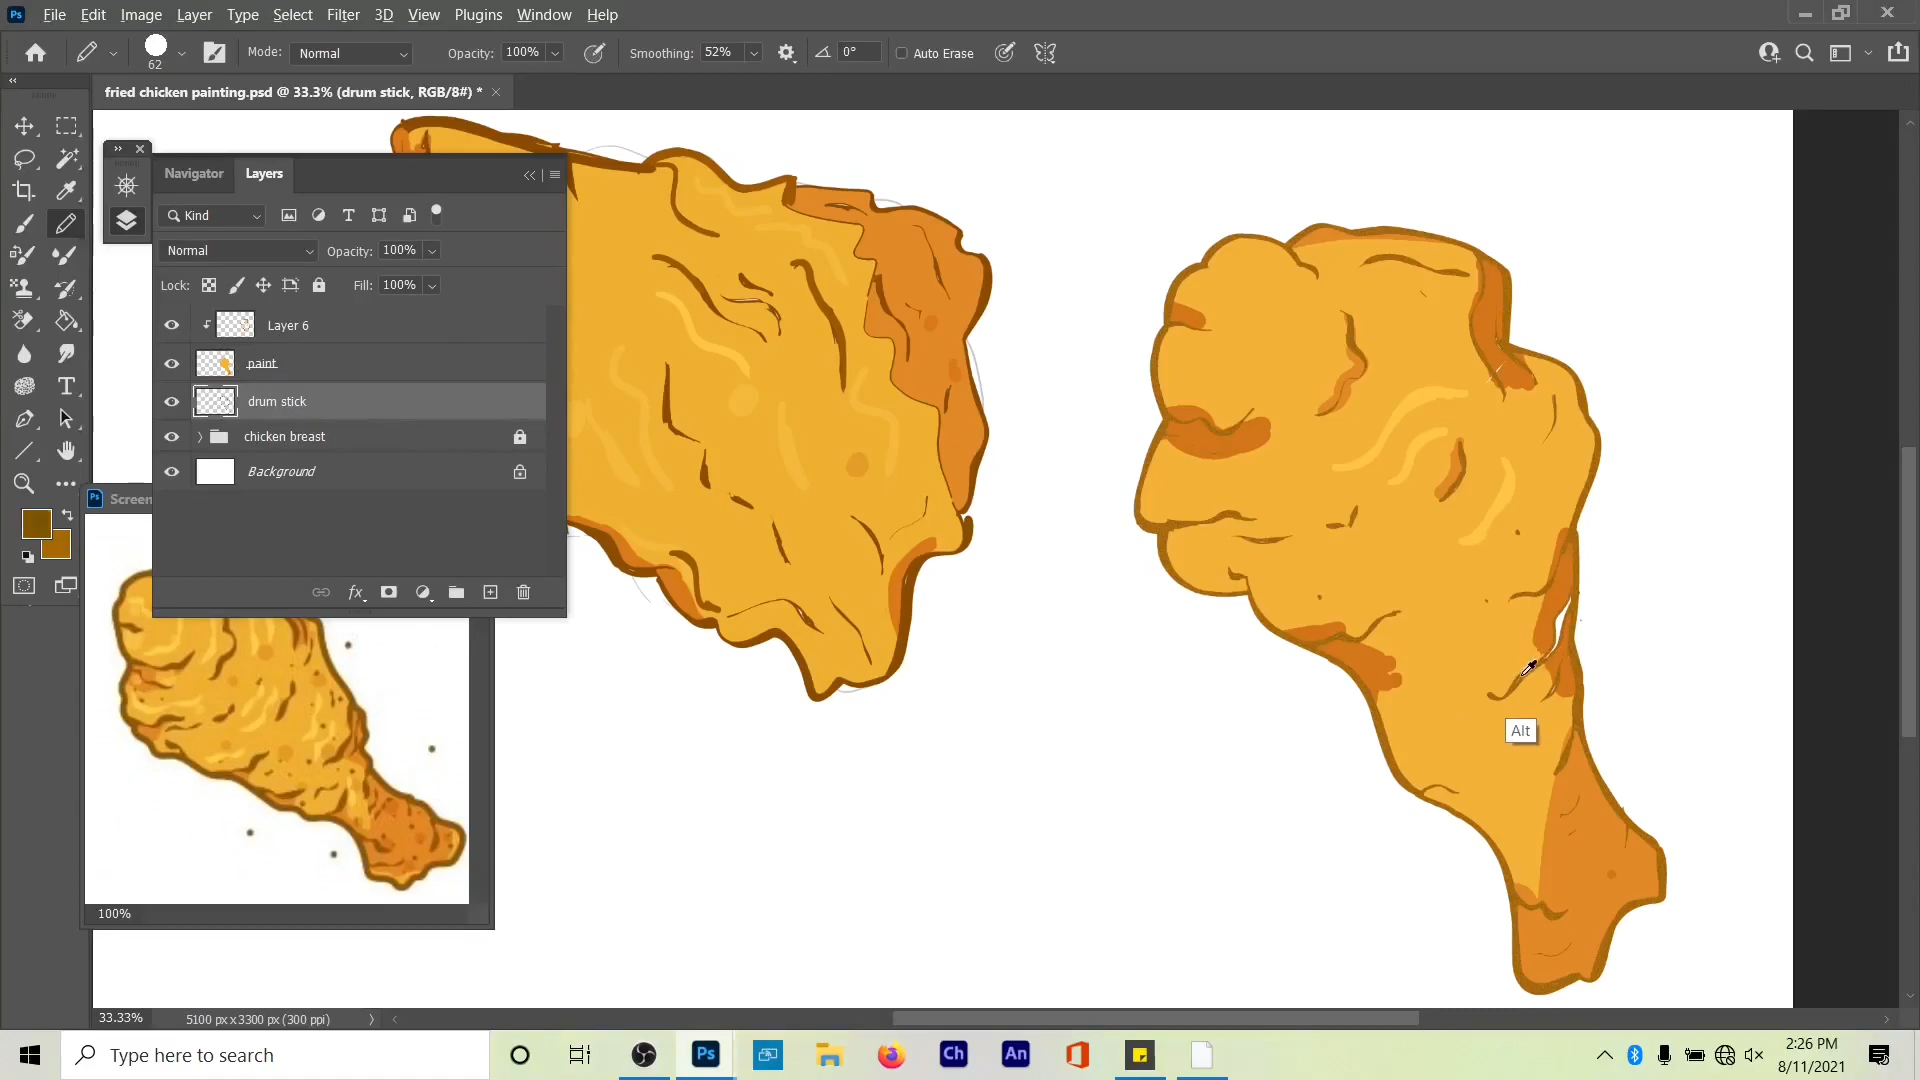 Ps File Edit Image Layer Type Select Filter 3D View Plugins Window Help
62 Mode: Normal Opacity: 100% Smoothing: 52% 0° Auto Erase
fried chicken painting.psd @ 33.3% (drum stick, RGB/8#) *
Navigator Layers
Kind
Normal Opacity: 100%
Lock: Fill: 100%
Layer 6
paint
drum stick
chicken breast
Background
fx
Ps Screen
Alt
100%
33.33% 5100 px x 3300 px (300 ppi)
Type here to search
Ps Ch An
2:26 PM
8/11/2021